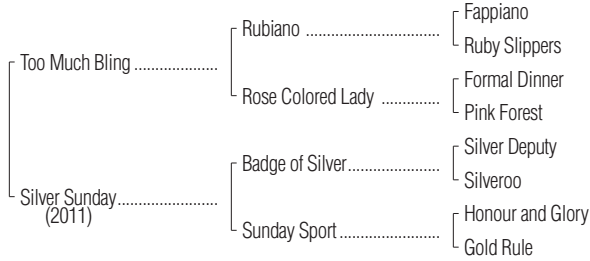 Fappiano
Rubiano ........................................
Ruby Slippers
Too Much Bling .....................
Formal Dinner
Rose Colored Lady ...............
Pink Forest
Silver Deputy
Badge of Silver........................
Silveroo
Silver Sunday.........................
(2011)
Honour and Glory
Sunday Sport ..........................
Gold Rule